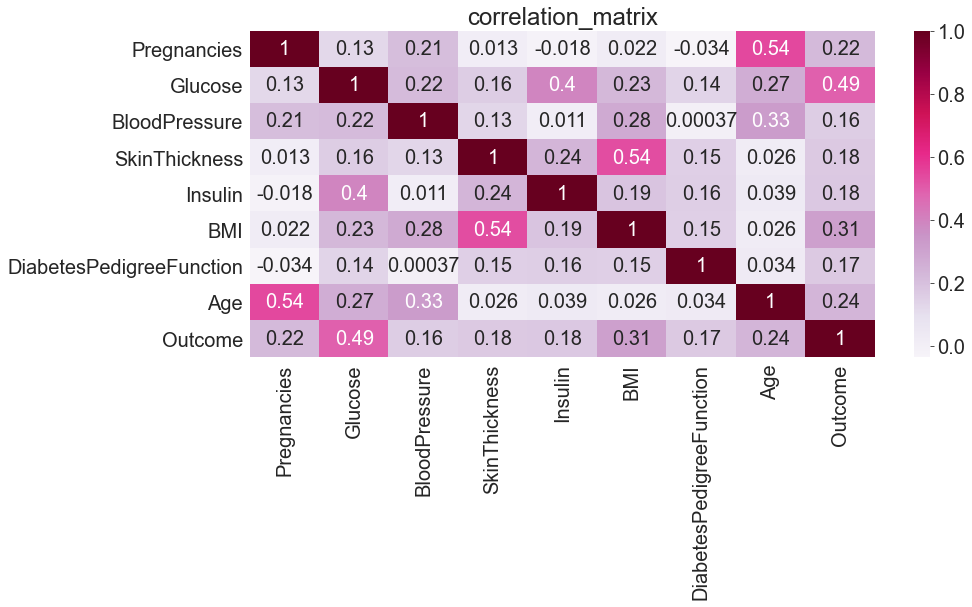 correlation_matrix
Pregnancies 1 0.13 0.21 0.013 -0.018 0.022 -0.034 0.54 0.22
Glucose 0.13 1 0.22 0.16 0.4 0.23 0.14 0.27 0.49
BloodPressure 0.21 0.22 1 0.13 0.011 0.28 0.00037 0.33 0.16
SkinThickness 0.013 0.16 0.13 1 0.24 0.54 0.15 0.026 0.18
Insulin -0.018 0.4 0.011 0.24 1 0.19 0.16 0.039 0.18
BMI 0.022 0.23 0.28 0.54 0.19 1 0.15 0.026 0.31
DiabetesPedigreeFunction -0.034 0.14 0.00037 0.15 0.16 0.15 1 0.034 0.17
Age 0.54 0.27 0.33 0.026 0.039 0.026 0.034 1 0.24
Outcome 0.22 0.49 0.16 0.18 0.18 0.31 0.17 0.24 1
Pregnancies
Glucose
BloodPressure
SkinThickness
Insulin
BMI
DiabetesPedigreeFunction
Age
Outcome
1.0
0.8
0.6
0.4
0.2
0.0